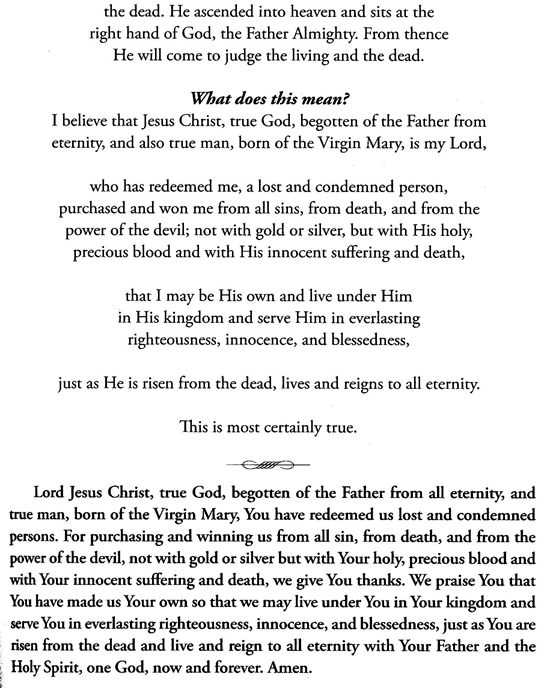 the dead. He ascended into heaven and sits at the
right hand of God, the Father Almighty. From thence
He will come to judge the living and the dead.
What does this mean?
I believe that Jesus Christ, true God, begotten of the Father from
eternity, and also true man, born of the Virgin Mary, is my Lord,
who has redeemed me, a lost and condemned person,
purchased and won me from all sins, from death, and from the
power of the devil; not with gold or silver, but with His holy,
precious blood and with His innocent suffering and death,
that I may be His own and live under Him
in His kingdom and serve Him in everlasting
righteousness, innocence, and blessedness,
just as He is risen from the dead, lives and reigns to all eternity.
This is most certainly true.
Lord Jesus Christ, true God, begotten of the Father from all eternity, and
true man, born of the Virgin Mary, You have redeemed us lost and condemned
persons. For purchasing and winning us from all sin, from death, and from the
power of the devil, not with gold or silver but with Your holy, precious blood and
with Your innocent suffering and death, we give You thanks. We praise You that
You have made us Your own so that we may live under You in Your kingdom and
serve You in everlasting righteousness, innocence, and blessedness, just as You are
risen from the dead and live and reign to all eternity with Your Father and the
Holy Spirit, one God, now and forever. Amen.